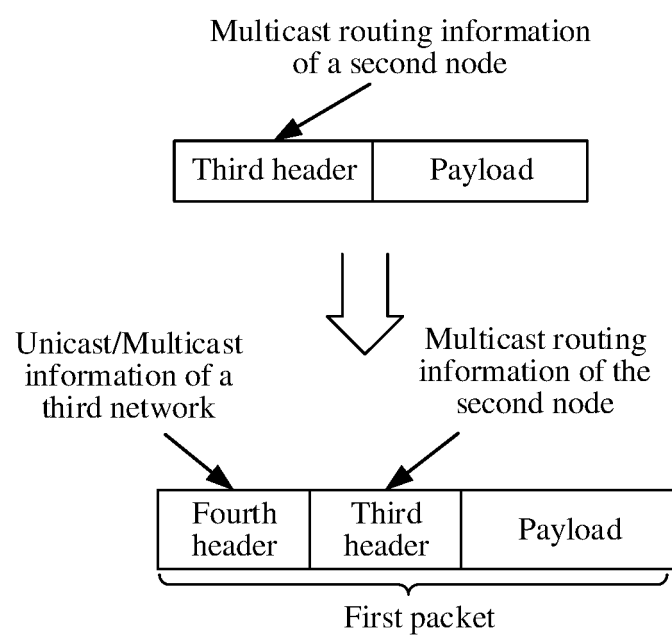 Multicast routing information
of a second node
Third header
Payload
Unicast/Multicast
information of a
third network
Multicast routing
information of the
second node
Fourth
header
Third
header
Payload
First packet